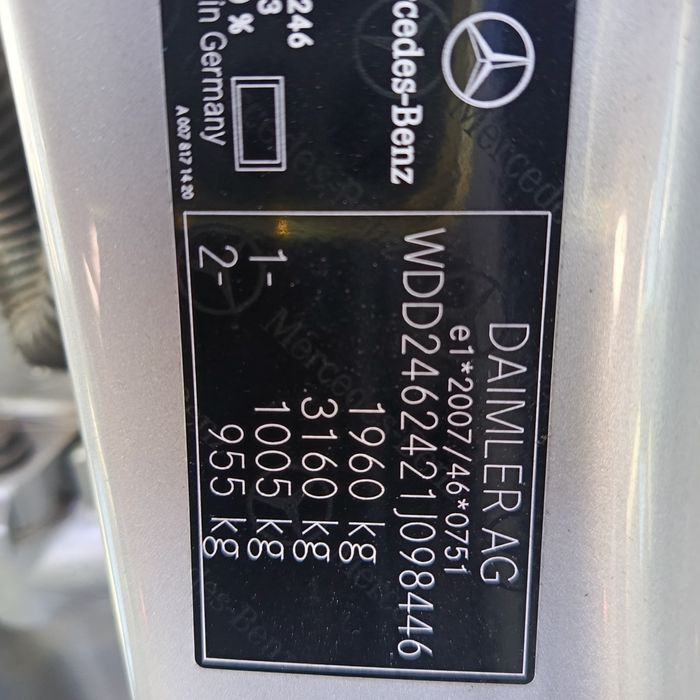 Mercedes-Benz
246
3
%
in Germany
A 007 817 14 20
DAIMLER AG
e1*2007/46*0751
WDD2462421J098446
1960 kg
3160 kg
1- 1005 kg
2- 955 kg